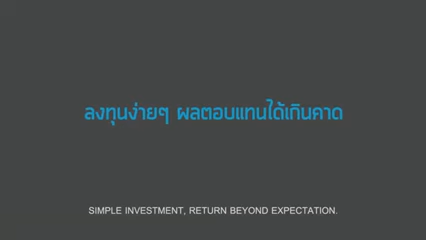 ลงทุนง่ายๆ ผลตอบแทนได้เกินคาด
SIMPLE INVESTMENT, RETURN BEYOND EXPECTATION.